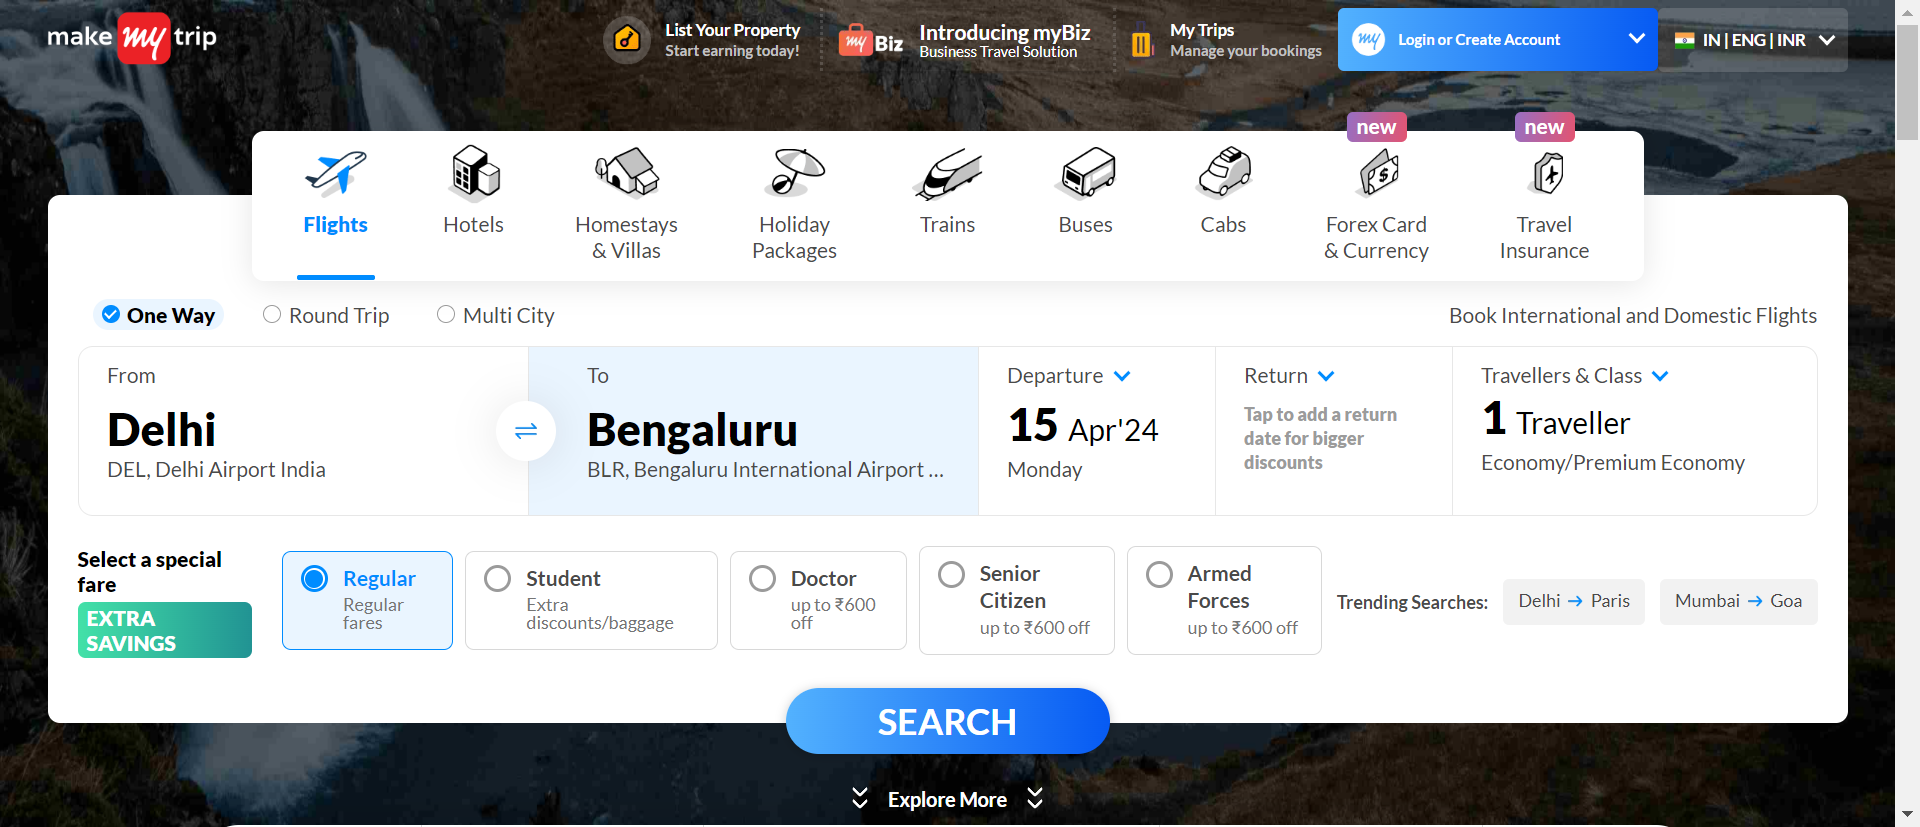 make my trip
List Your Property
Start earning today!
my Biz
Introducing myBiz
Business Travel Solution
My Trips
Manage your bookings
my
Login or Create Account
IN | ENG | INR
new
new
Flights
Hotels
Homestays
& Villas
Holiday
Packages
Trains
Buses
Cabs
Forex Card
& Currency
Travel
Insurance
One Way
Round Trip
Multi City
Book International and Domestic Flights
From
Delhi
DEL, Delhi Airport India
To
Bengaluru
BLR, Bengaluru International Airport ...
Departure
15 Apr'24
Monday
Return
Tap to add a return
date for bigger
discounts
Travellers & Class
1 Traveller
Economy/Premium Economy
Select a special
fare
EXTRA
SAVINGS
Regular
Regular
fares
Student
Extra
discounts/baggage
Doctor
up to ₹600
off
Senior
Citizen
up to ₹600 off
Armed
Forces
up to ₹600 off
Trending Searches:
Delhi → Paris
Mumbai → Goa
SEARCH
Explore More